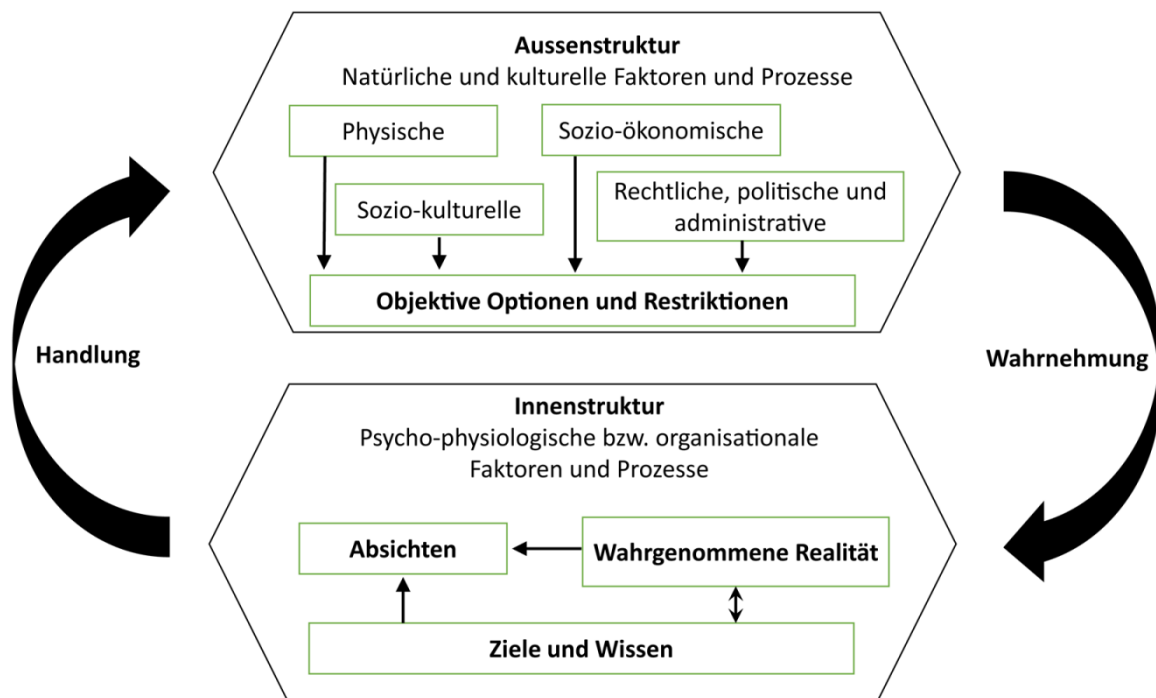 Aussenstruktur
Natürliche und kulturelle Faktoren und Prozesse
Physische
Sozio-ökonomische
Sozio-kulturelle
Rechtliche, politische und
administrative
Objektive Optionen und Restriktionen
Handlung
Wahrnehmung
Innenstruktur
Psycho-physiologische bzw. organisationale
Faktoren und Prozesse
Absichten
Wahrgenommene Realität
Ziele und Wissen